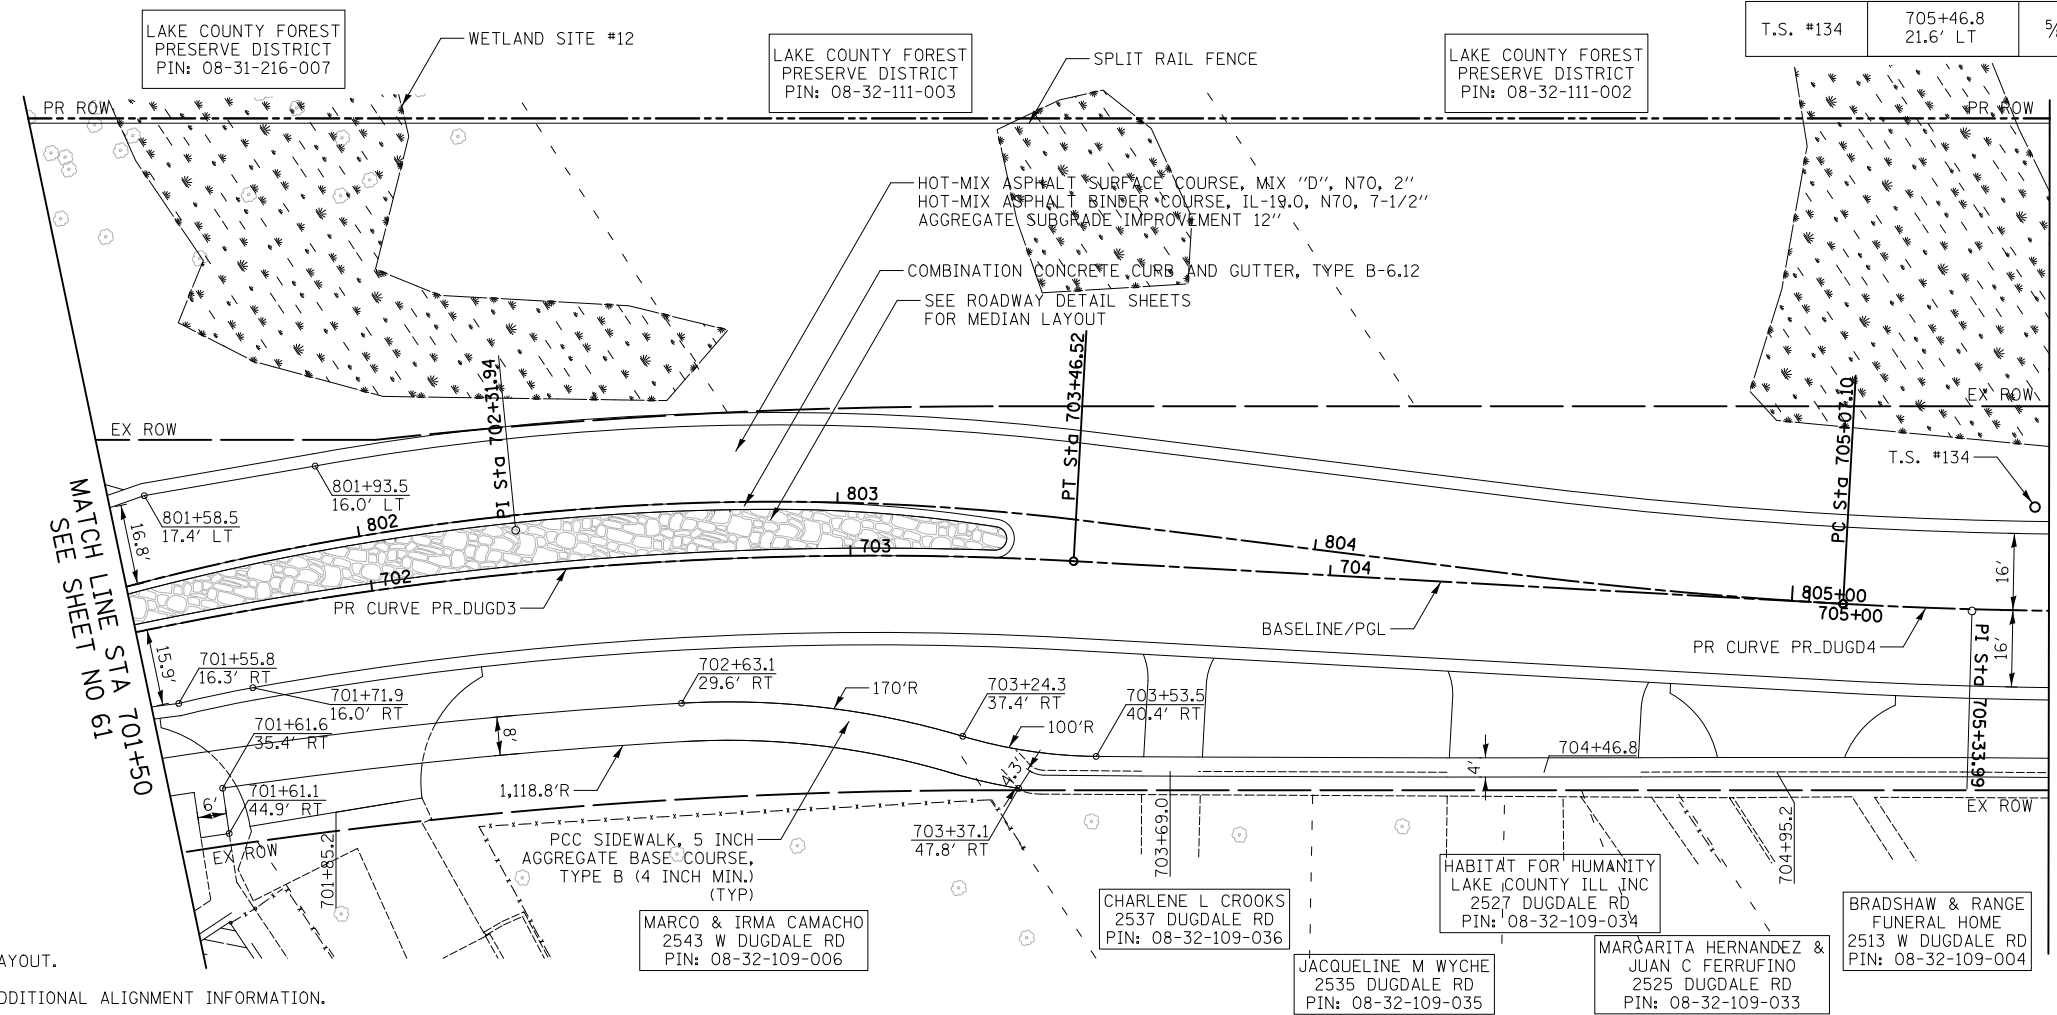 LAKE COUNTY FOREST
PRESERVE DISTRICT
PIN: 08-31-216-007
WETLAND SITE #12
LAKE COUNTY FOREST
PRESERVE DISTRICT
PIN: 08-32-111-003
SPLIT RAIL FENCE
LAKE COUNTY FOREST
PRESERVE DISTRICT
PIN: 08-32-111-002
T.S. #134
705+46.8
21.6' LT
PR ROW
PR ROW
HOT-MIX ASPHALT SURFACE COURSE, MIX "D", N70, 2"
HOT-MIX ASPHALT BINDER COURSE, IL-19.0, N70, 7-1/2"
AGGREGATE SUBGRADE IMPROVEMENT 12"
COMBINATION CONCRETE CURB AND GUTTER, TYPE B-6.12
SEE ROADWAY DETAIL SHEETS
FOR MEDIAN LAYOUT
EX ROW
EX ROW
PI Sta 702+31.94
PT Sta 703+46.52
PC Sta 705+07.10
T.S. #134
801+93.5
16.0' LT
801+58.5
17.4' LT
16.8'
802
803
804
805+00
702
703
704
705+00
PR CURVE PR_DUGD3
BASELINE/PGL
PR CURVE PR_DUGD4
16'
16'
PI Sta 705+33.99
MATCH LINE STA 701+50
SEE SHEET NO 61
15.9'
701+55.8
16.3' RT
701+71.9
16.0' RT
701+61.6
35.4' RT
701+61.1
44.9' RT
6'
8'
702+63.1
29.6' RT
170'R
703+24.3
37.4' RT
100'R
703+53.5
40.4' RT
4.3'
4'
704+46.8
1,118.8'R
703+37.1
47.8' RT
EX ROW
EX ROW
701+85.2
703+69.0
704+95.2
PCC SIDEWALK, 5 INCH
AGGREGATE BASE COURSE,
TYPE B (4 INCH MIN.)
(TYP)
MARCO & IRMA CAMACHO
2543 W DUGDALE RD
PIN: 08-32-109-006
CHARLENE L CROOKS
2537 DUGDALE RD
PIN: 08-32-109-036
JACQUELINE M WYCHE
2535 DUGDALE RD
PIN: 08-32-109-035
HABITAT FOR HUMANITY
LAKE COUNTY ILL INC
2527 DUGDALE RD
PIN: 08-32-109-034
MARGARITA HERNANDEZ &
JUAN C FERRUFINO
2525 DUGDALE RD
PIN: 08-32-109-033
BRADSHAW & RANGE
FUNERAL HOME
2513 W DUGDALE RD
PIN: 08-32-109-004
AYOUT.
DDITIONAL ALIGNMENT INFORMATION.